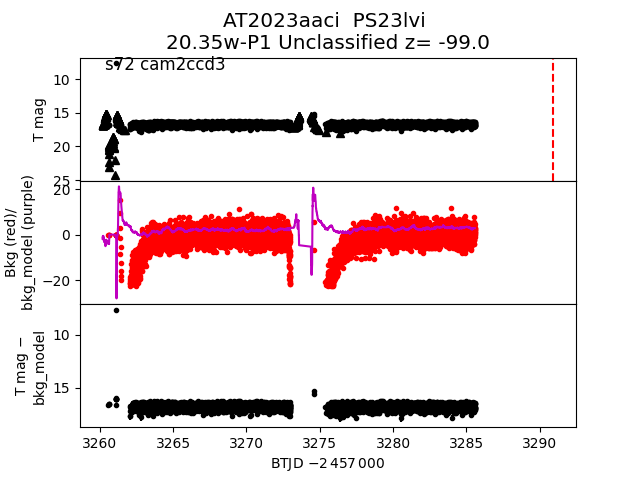 AT2023aaci  PS23lvi
20.35w-P1 Unclassified z= -99.0
s72 cam2ccd3
T mag
10
15
20
25
Bkg (red)/
bkg_model (purple)
20
0
−20
T mag −
bkg_model
10
15
3260
3265
3270
3275
3280
3285
3290
BTJD −2 457 000